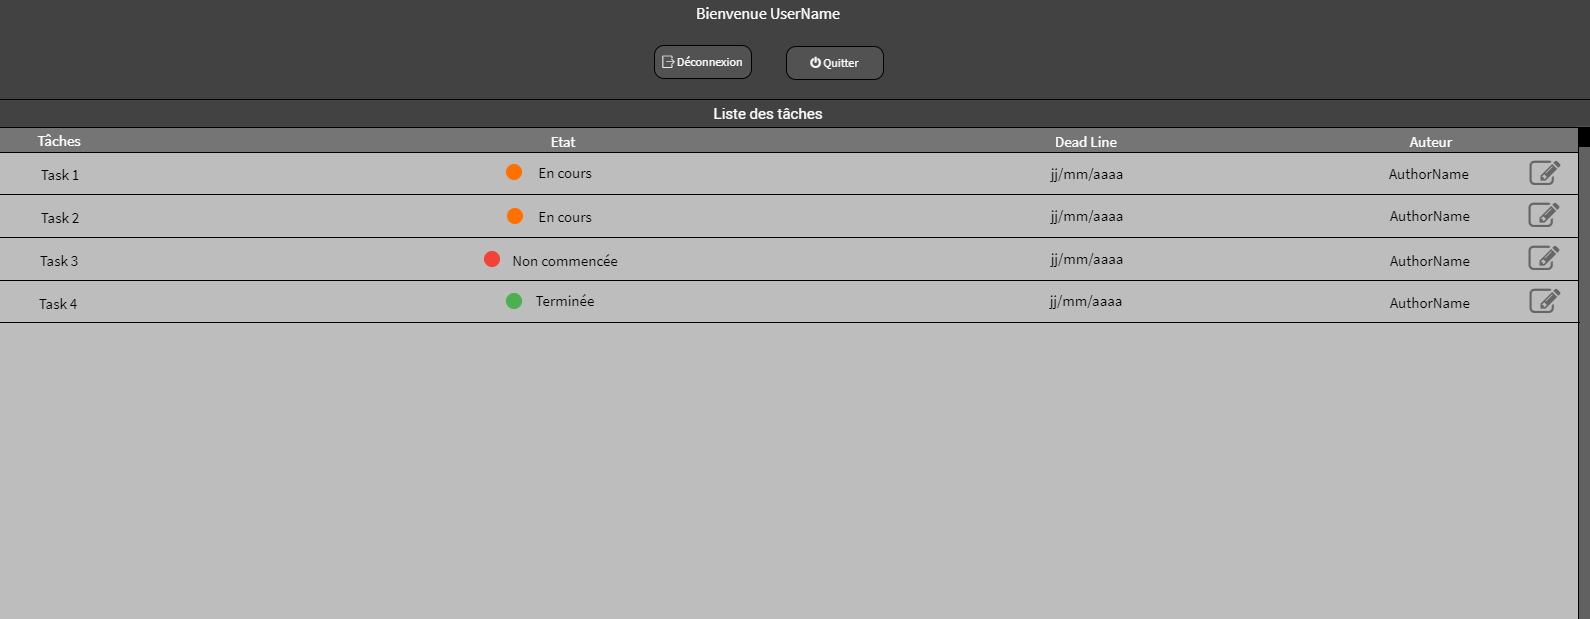 Bienvenue UserName
Déconnexion Quitter
Liste des tâches
Tâches Etat Dead Line Auteur
Task 1 En cours jj/mm/aaaa AuthorName
Task 2 En cours jj/mm/aaaa AuthorName
Task 3 Non commencée jj/mm/aaaa AuthorName
Task 4 Terminée jj/mm/aaaa AuthorName